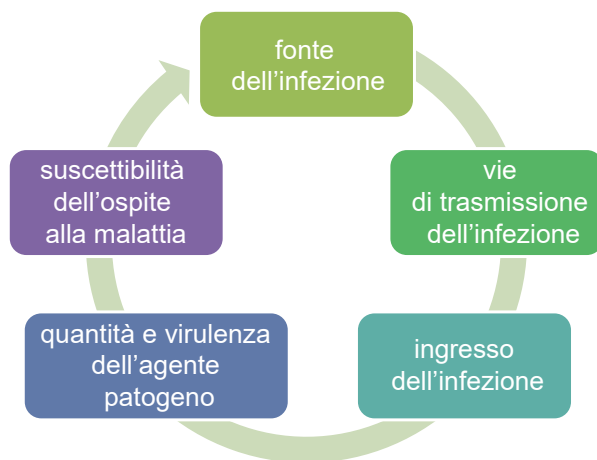 fonte
dell'infezione
vie
di trasmissione
dell'infezione
ingresso
dell'infezione
quantità e virulenza
dell'agente
patogeno
suscettibilità
dell'ospite
alla malattia